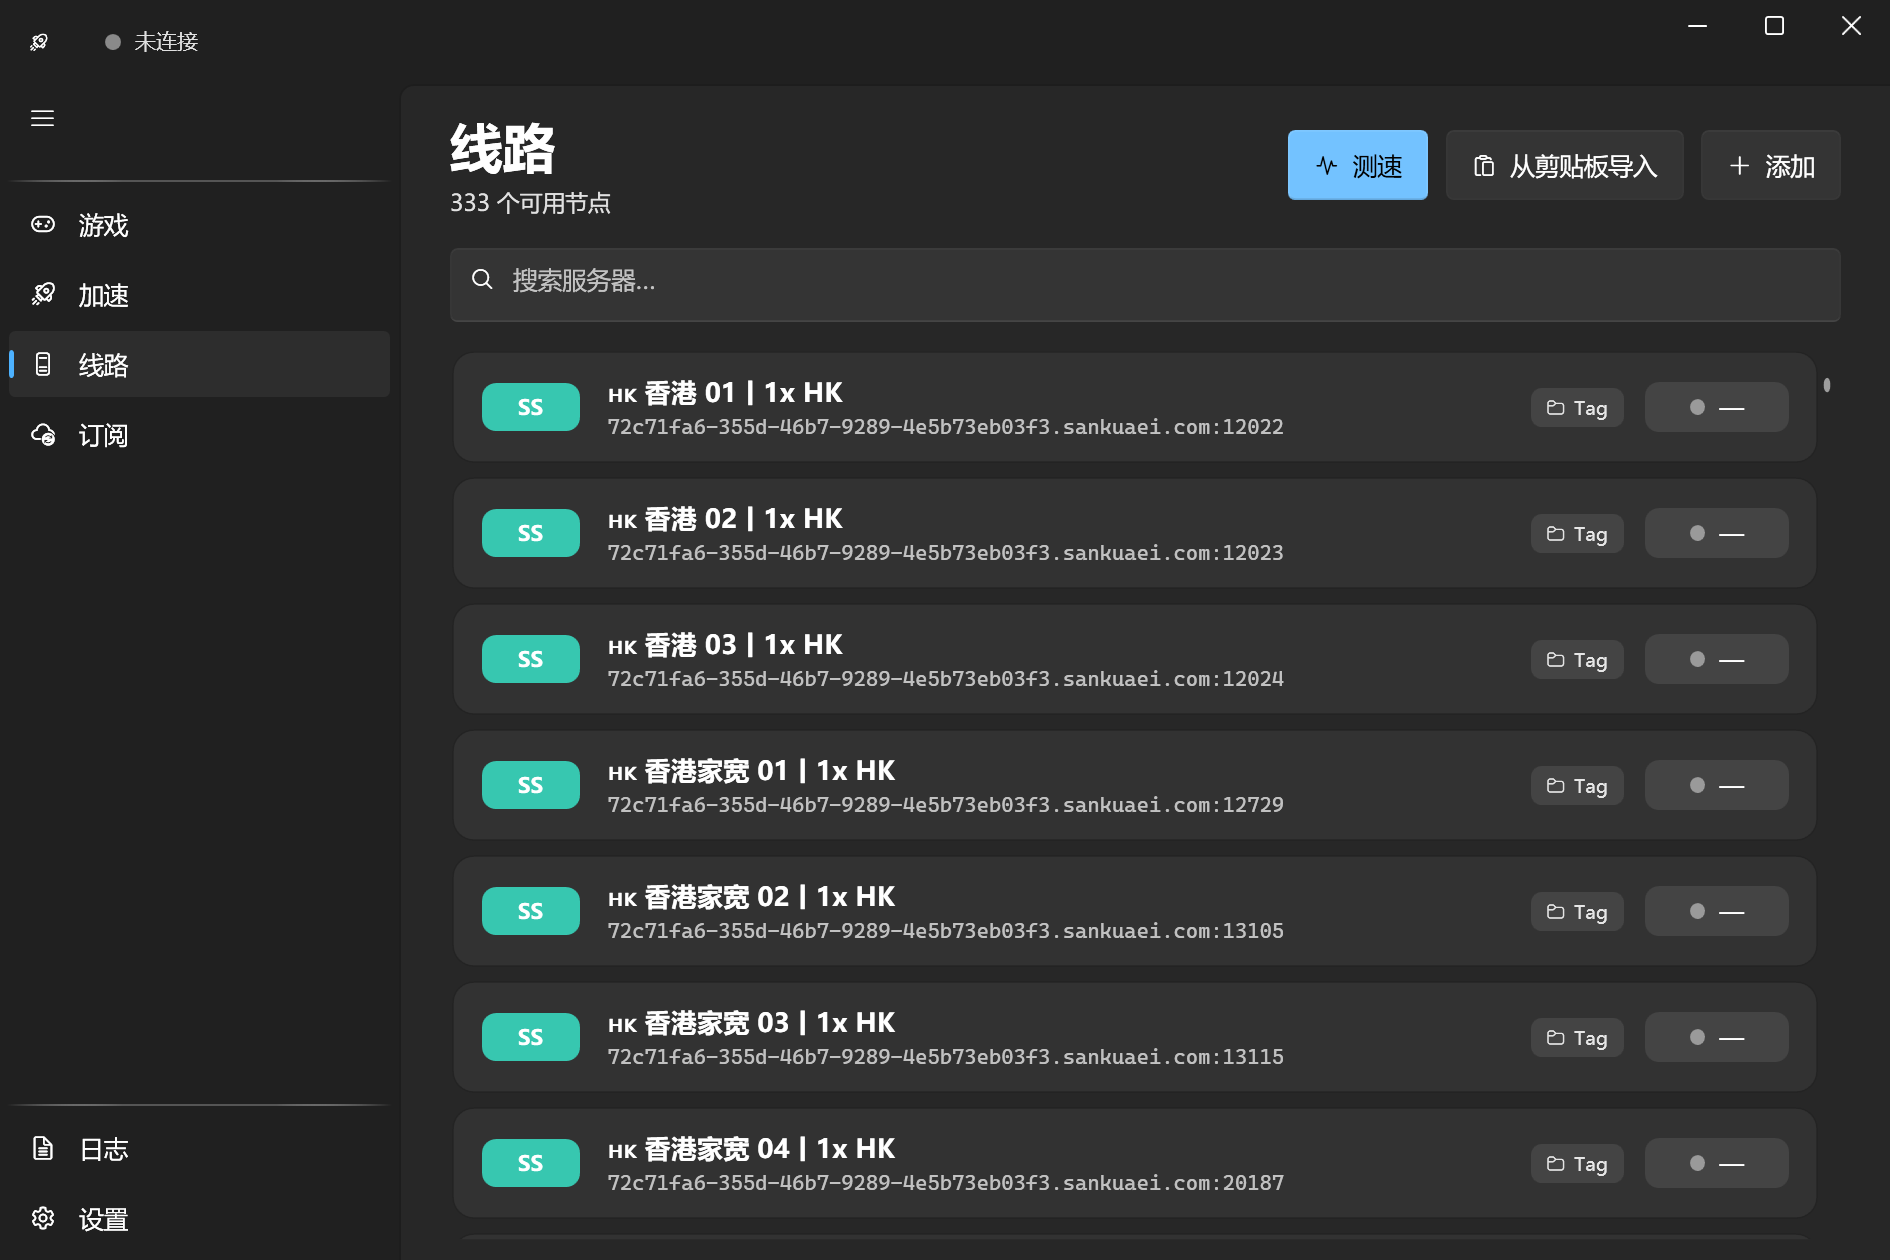 未连接
游戏
加速
线路
订阅
日志
设置
线路
333 个可用节点
测速
从剪贴板导入
添加
搜索服务器...
SS
HK 香港 01 | 1x HK
72c71fa6-355d-46b7-9289-4e5b73eb03f3.sankuaei.com:12022
Tag
—
SS
HK 香港 02 | 1x HK
72c71fa6-355d-46b7-9289-4e5b73eb03f3.sankuaei.com:12023
Tag
—
SS
HK 香港 03 | 1x HK
72c71fa6-355d-46b7-9289-4e5b73eb03f3.sankuaei.com:12024
Tag
—
SS
HK 香港家宽 01 | 1x HK
72c71fa6-355d-46b7-9289-4e5b73eb03f3.sankuaei.com:12729
Tag
—
SS
HK 香港家宽 02 | 1x HK
72c71fa6-355d-46b7-9289-4e5b73eb03f3.sankuaei.com:13105
Tag
—
SS
HK 香港家宽 03 | 1x HK
72c71fa6-355d-46b7-9289-4e5b73eb03f3.sankuaei.com:13115
Tag
—
SS
HK 香港家宽 04 | 1x HK
72c71fa6-355d-46b7-9289-4e5b73eb03f3.sankuaei.com:20187
Tag
—